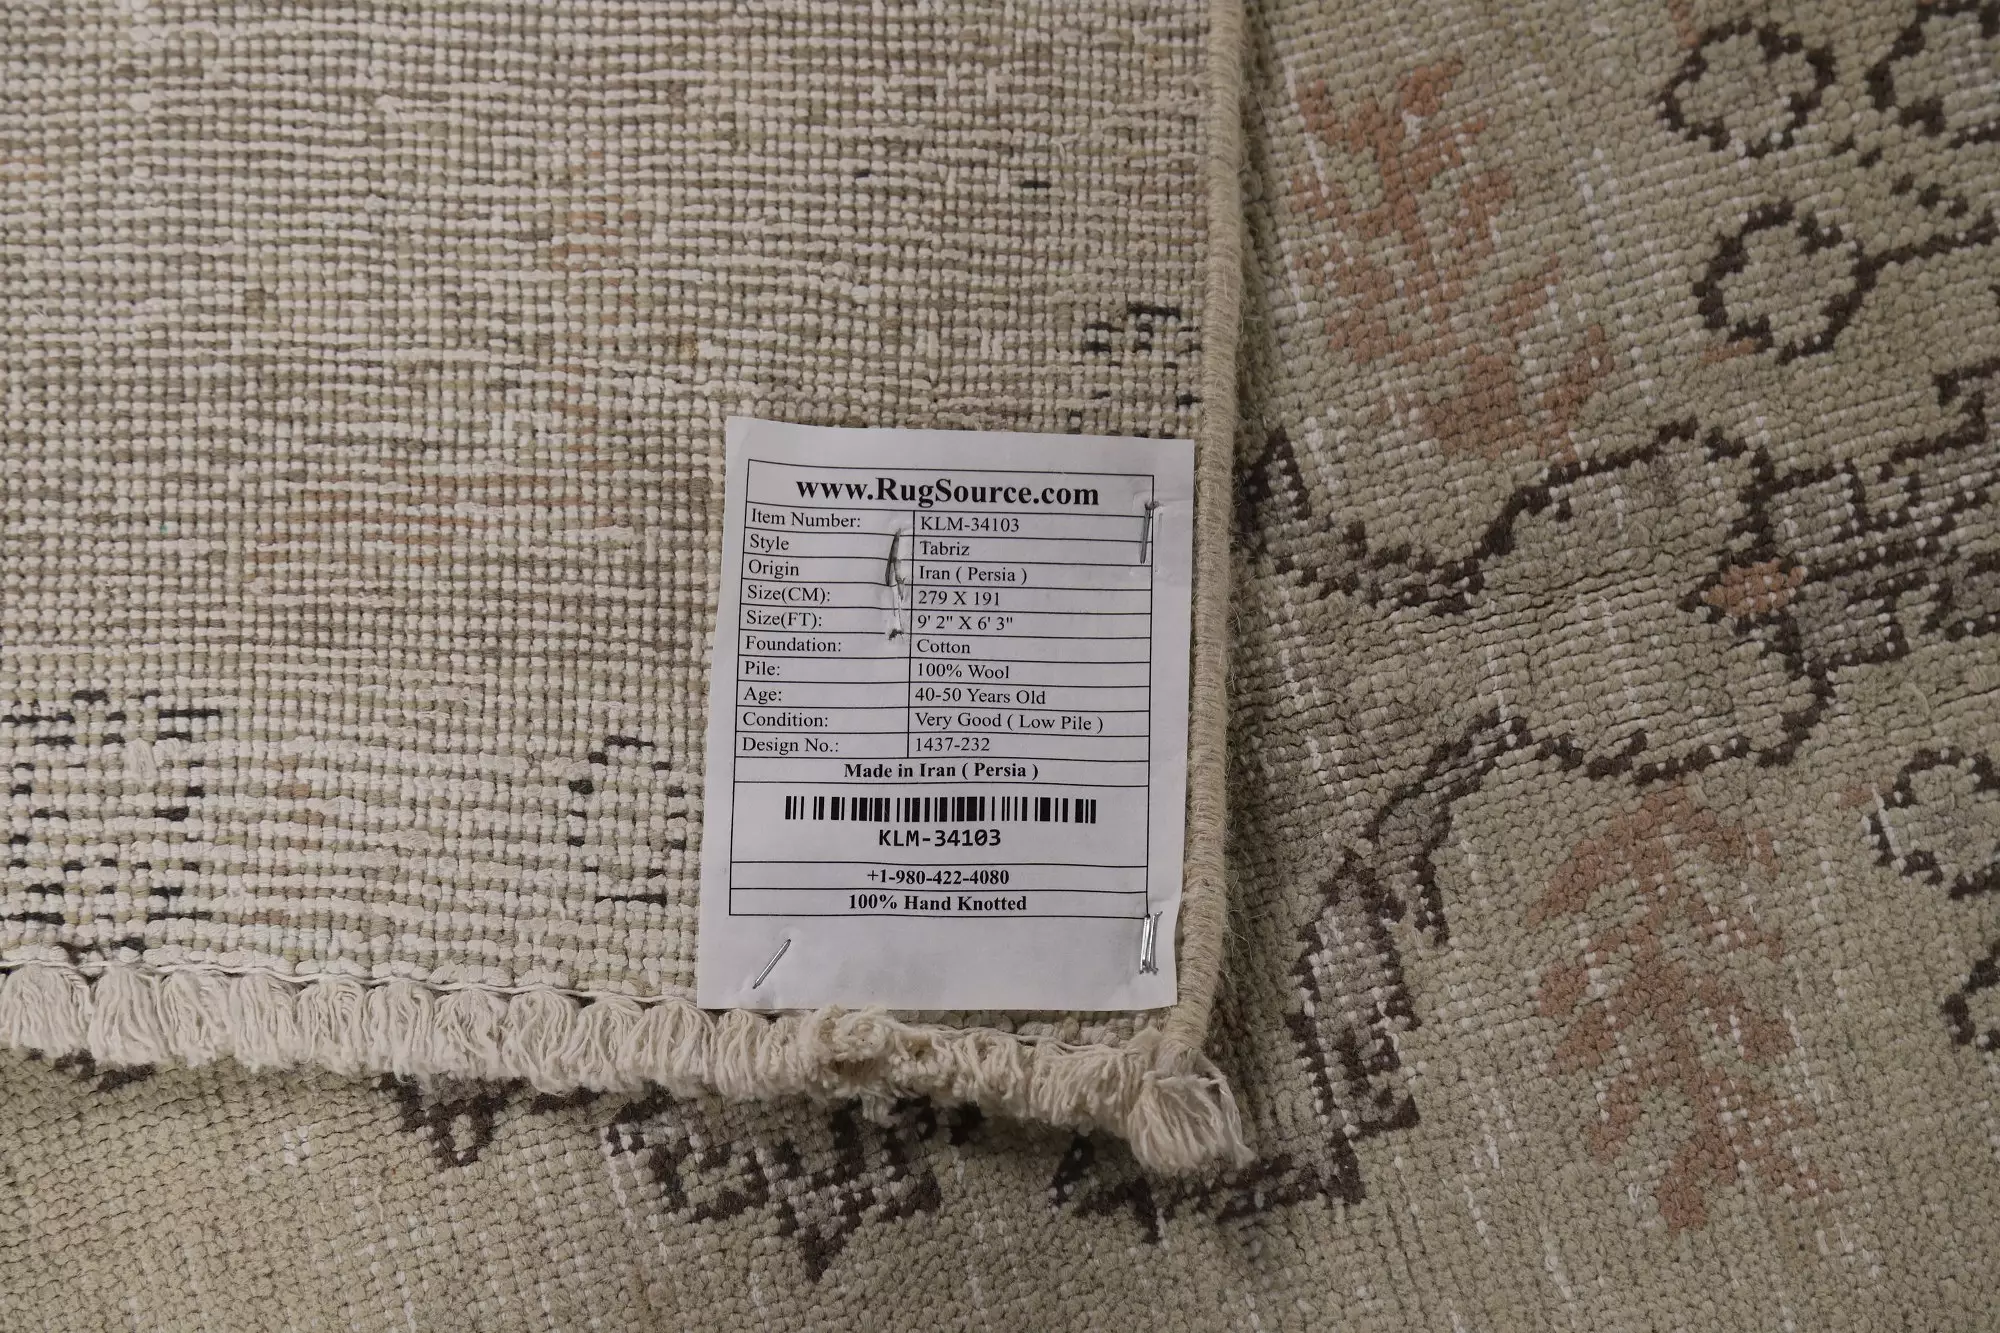 www.RugSource.com
Item Number: KLM-34103
Style Tabriz
Origin Iran ( Persia )
Size(CM): 279 X 191
Size(FT): 9' 2" X 6' 3"
Foundation: Cotton
Pile: 100% Wool
Age: 40-50 Years Old
Condition: Very Good ( Low Pile )
Design No.: 1437-232
Made in Iran ( Persia )
KLM-34103
+1-980-422-4080
100% Hand Knotted